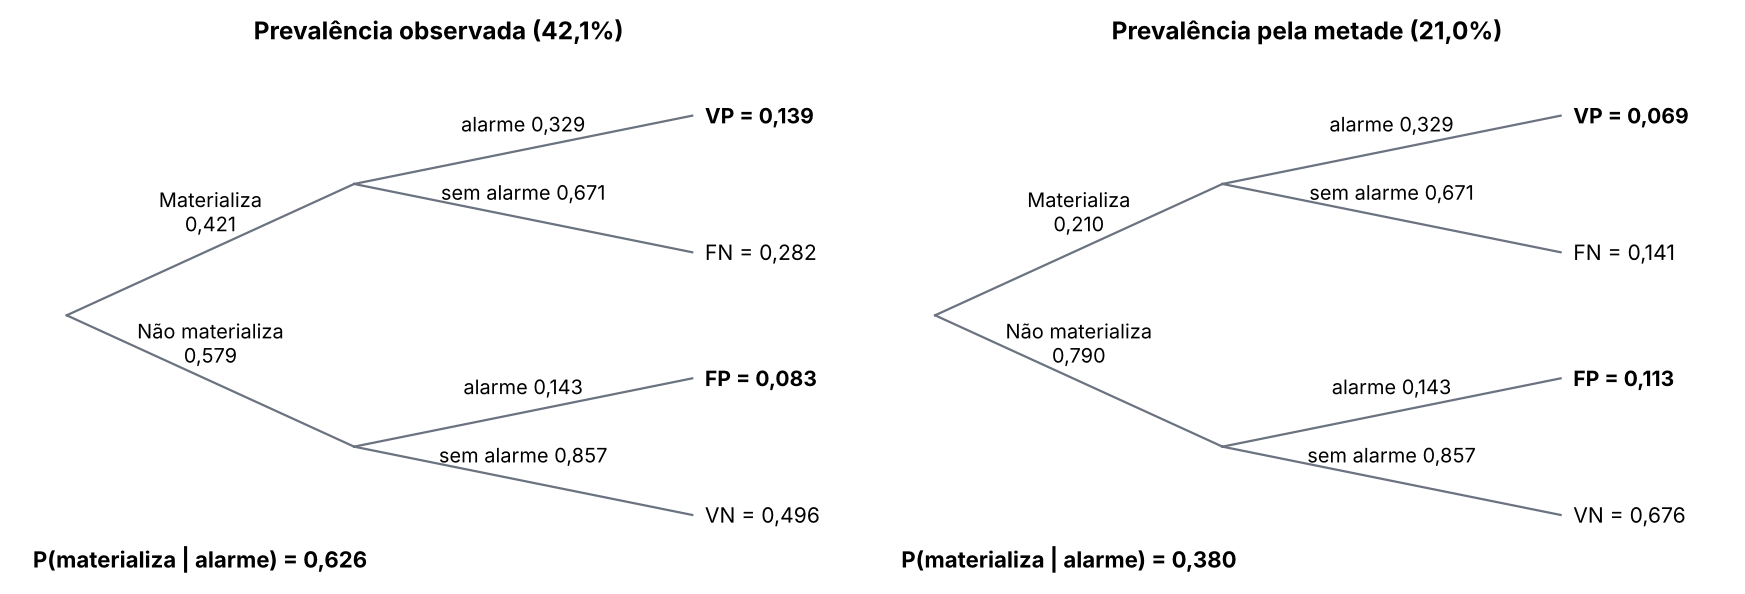 Prevalência observada (42,1%)
alarme 0,329
VP = 0,139
sem alarme 0,671
Materializa
0,421
FN = 0,282
Não materializa
0,579
alarme 0,143
FP = 0,083
sem alarme 0,857
VN = 0,496
P(materializa | alarme) = 0,626
Prevalência pela metade (21,0%)
alarme 0,329
VP = 0,069
sem alarme 0,671
Materializa
0,210
FN = 0,141
Não materializa
0,790
alarme 0,143
FP = 0,113
sem alarme 0,857
VN = 0,676
P(materializa | alarme) = 0,380